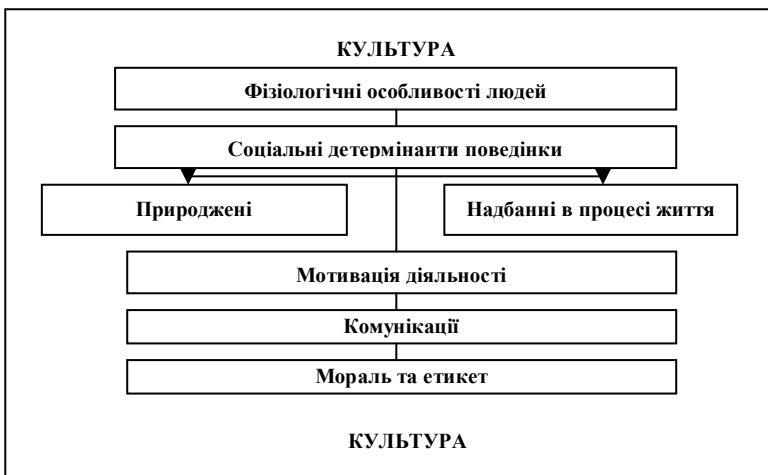 КУЛЬТУРА
Фізіологічні особливості людей
Соціальні детермінанти поведінки
Природжені
Надбанні в процесі життя
Мотивація діяльності
Комунікації
Мораль та етикет
КУЛЬТУРА